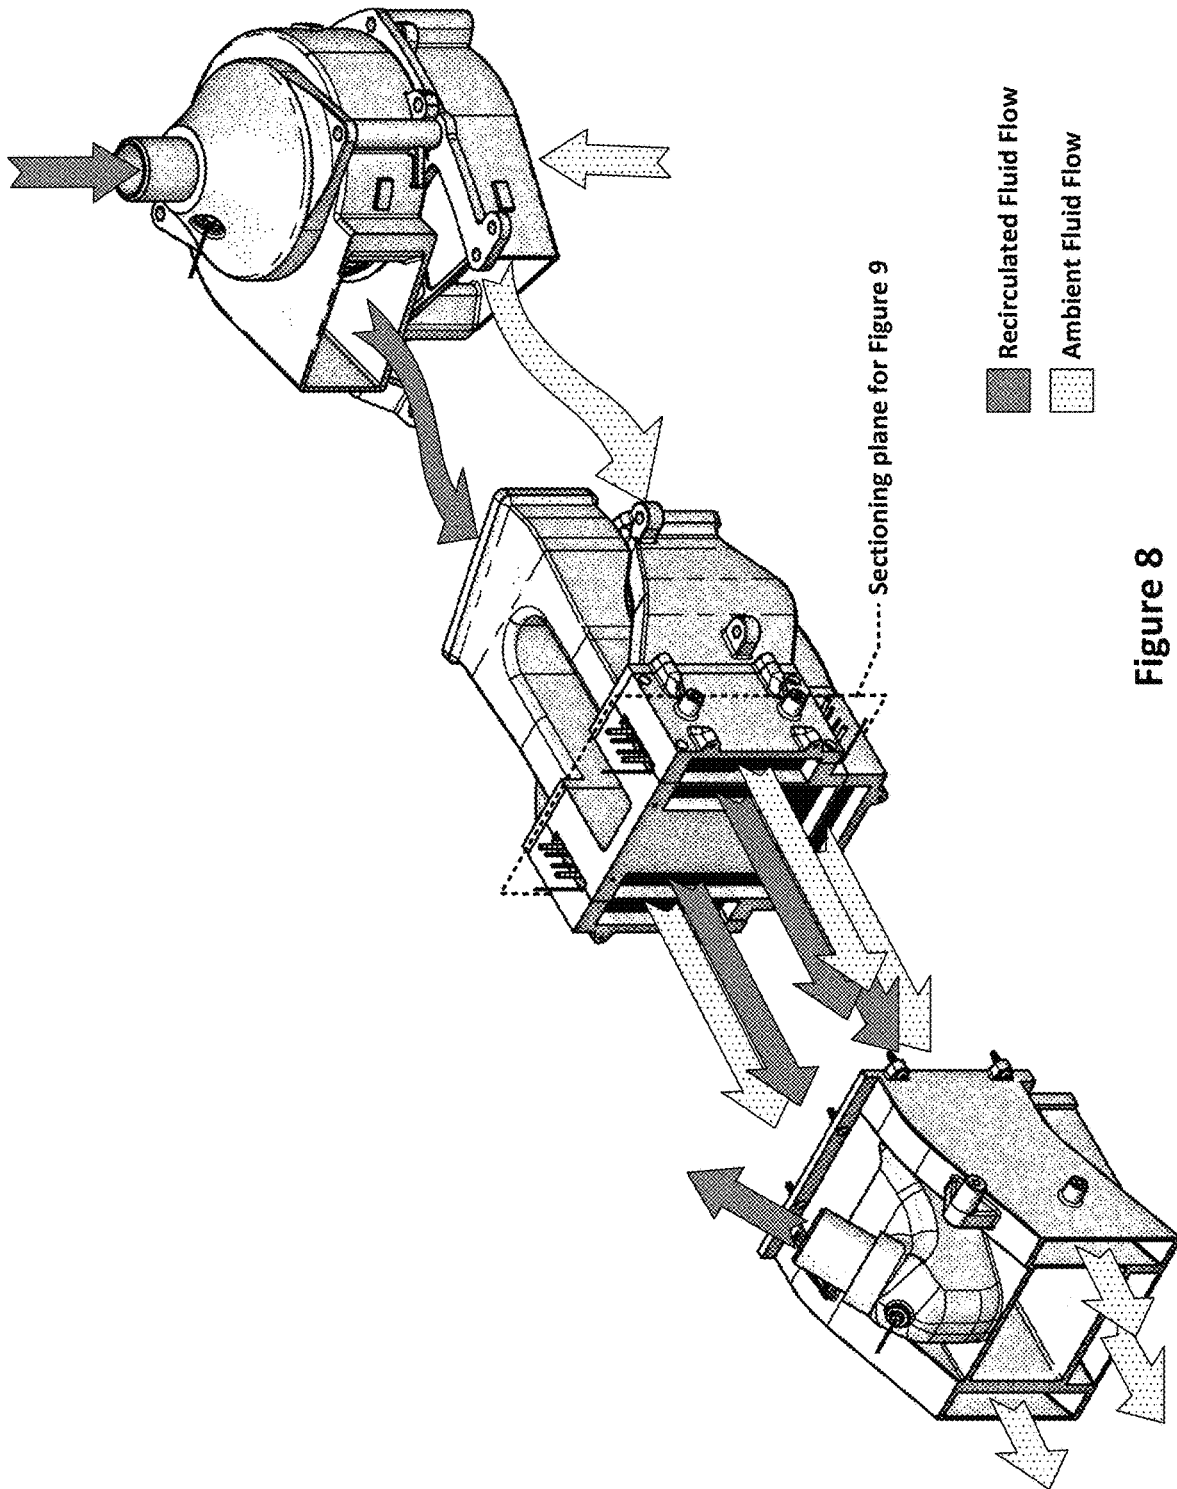 Sectioning plane for Figure 9
Recirculated Fluid Flow
Ambient Fluid Flow
Figure 8